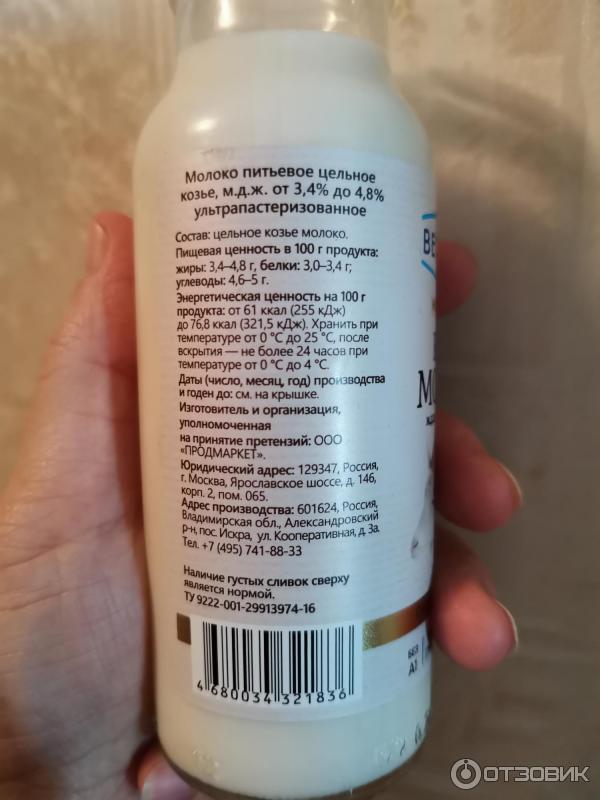 Молоко питьевое цельное
козье, м.д.ж. от 3,4% до 4,8%
ультрапастеризованное
Состав: цельное козье молоко.
Пищевая ценность в 100 г продукта:
жиры: 3,4–4,8 г, белки: 3,0–3,4 г;
углеводы: 4,6–5 г.
Энергетическая ценность на 100 г
продукта: от 61 ккал (255 кДж)
до 76,8 ккал (321,5 кДж). Хранить при
температуре от 0 °С до 25 °С, после
вскрытия — не более 24 часов при
температуре от 0 °С до 4 °С.
Даты (число, месяц, год) производства
и годен до: см. на крышке.
Изготовитель и организация,
уполномоченная
на принятие претензий: ООО
«ПРОДМАРКЕТ».
Юридический адрес: 129347, Россия,
г. Москва, Ярославское шоссе, д. 146,
корп. 2, пом. 065.
Адрес производства: 601624, Россия,
Владимирская обл., Александровский
р-н, пос. Искра, ул. Кооперативная, д. 3а.
Тел. +7 (495) 741-88-33
Наличие густых сливок сверху
является нормой.
ТУ 9222-001-29913974-16
4 680034 321836
ОТЗОВИК